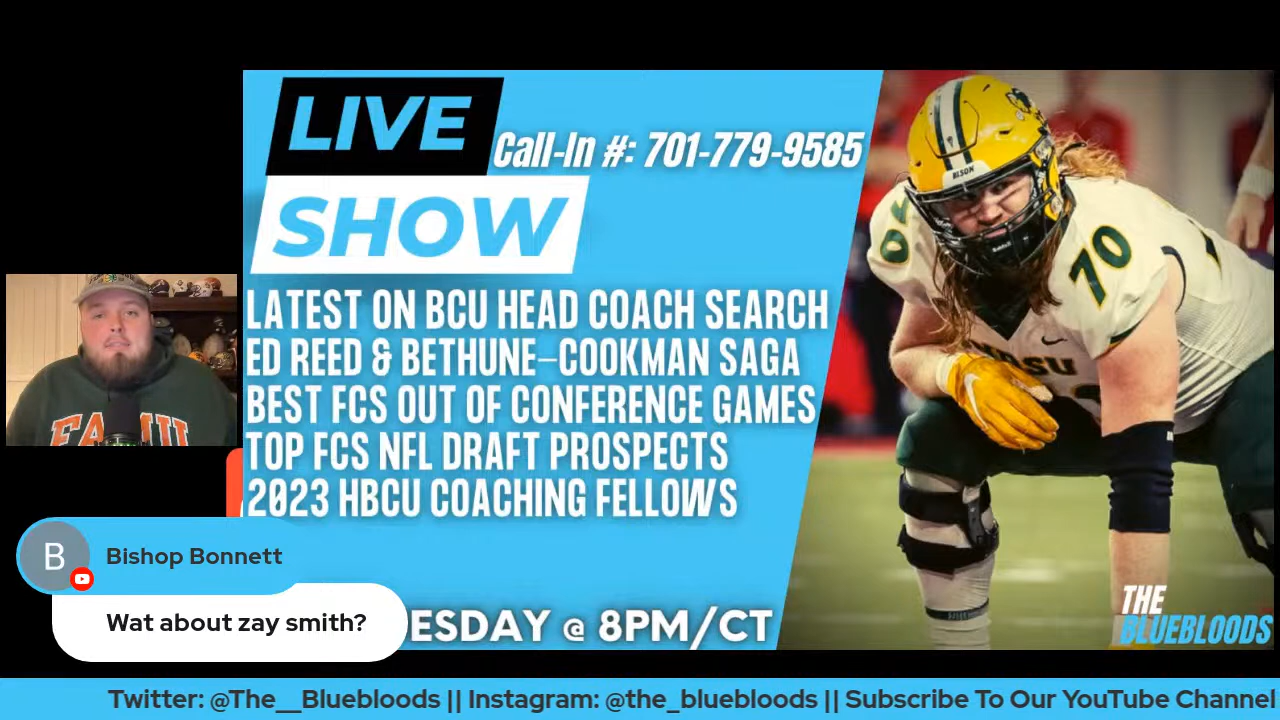 LIVE
Call-In #: 701-779-9585
SHOW
LATEST ON BCU HEAD COACH SEARCH
ED REED & BETHUNE-COOKMAN SAGA
BEST FCS OUT OF CONFERENCE GAMES
TOP FCS NFL DRAFT PROSPECTS
2023 HBCU COACHING FELLOWS
ESDAY @ 8PM/CT
BISON
70
NDSU
FAMU
B
Bishop Bonnett
Wat about zay smith?
THE
BLUEBLOODS
Twitter: @The__Bluebloods || Instagram: @the_bluebloods || Subscribe To Our YouTube Channel